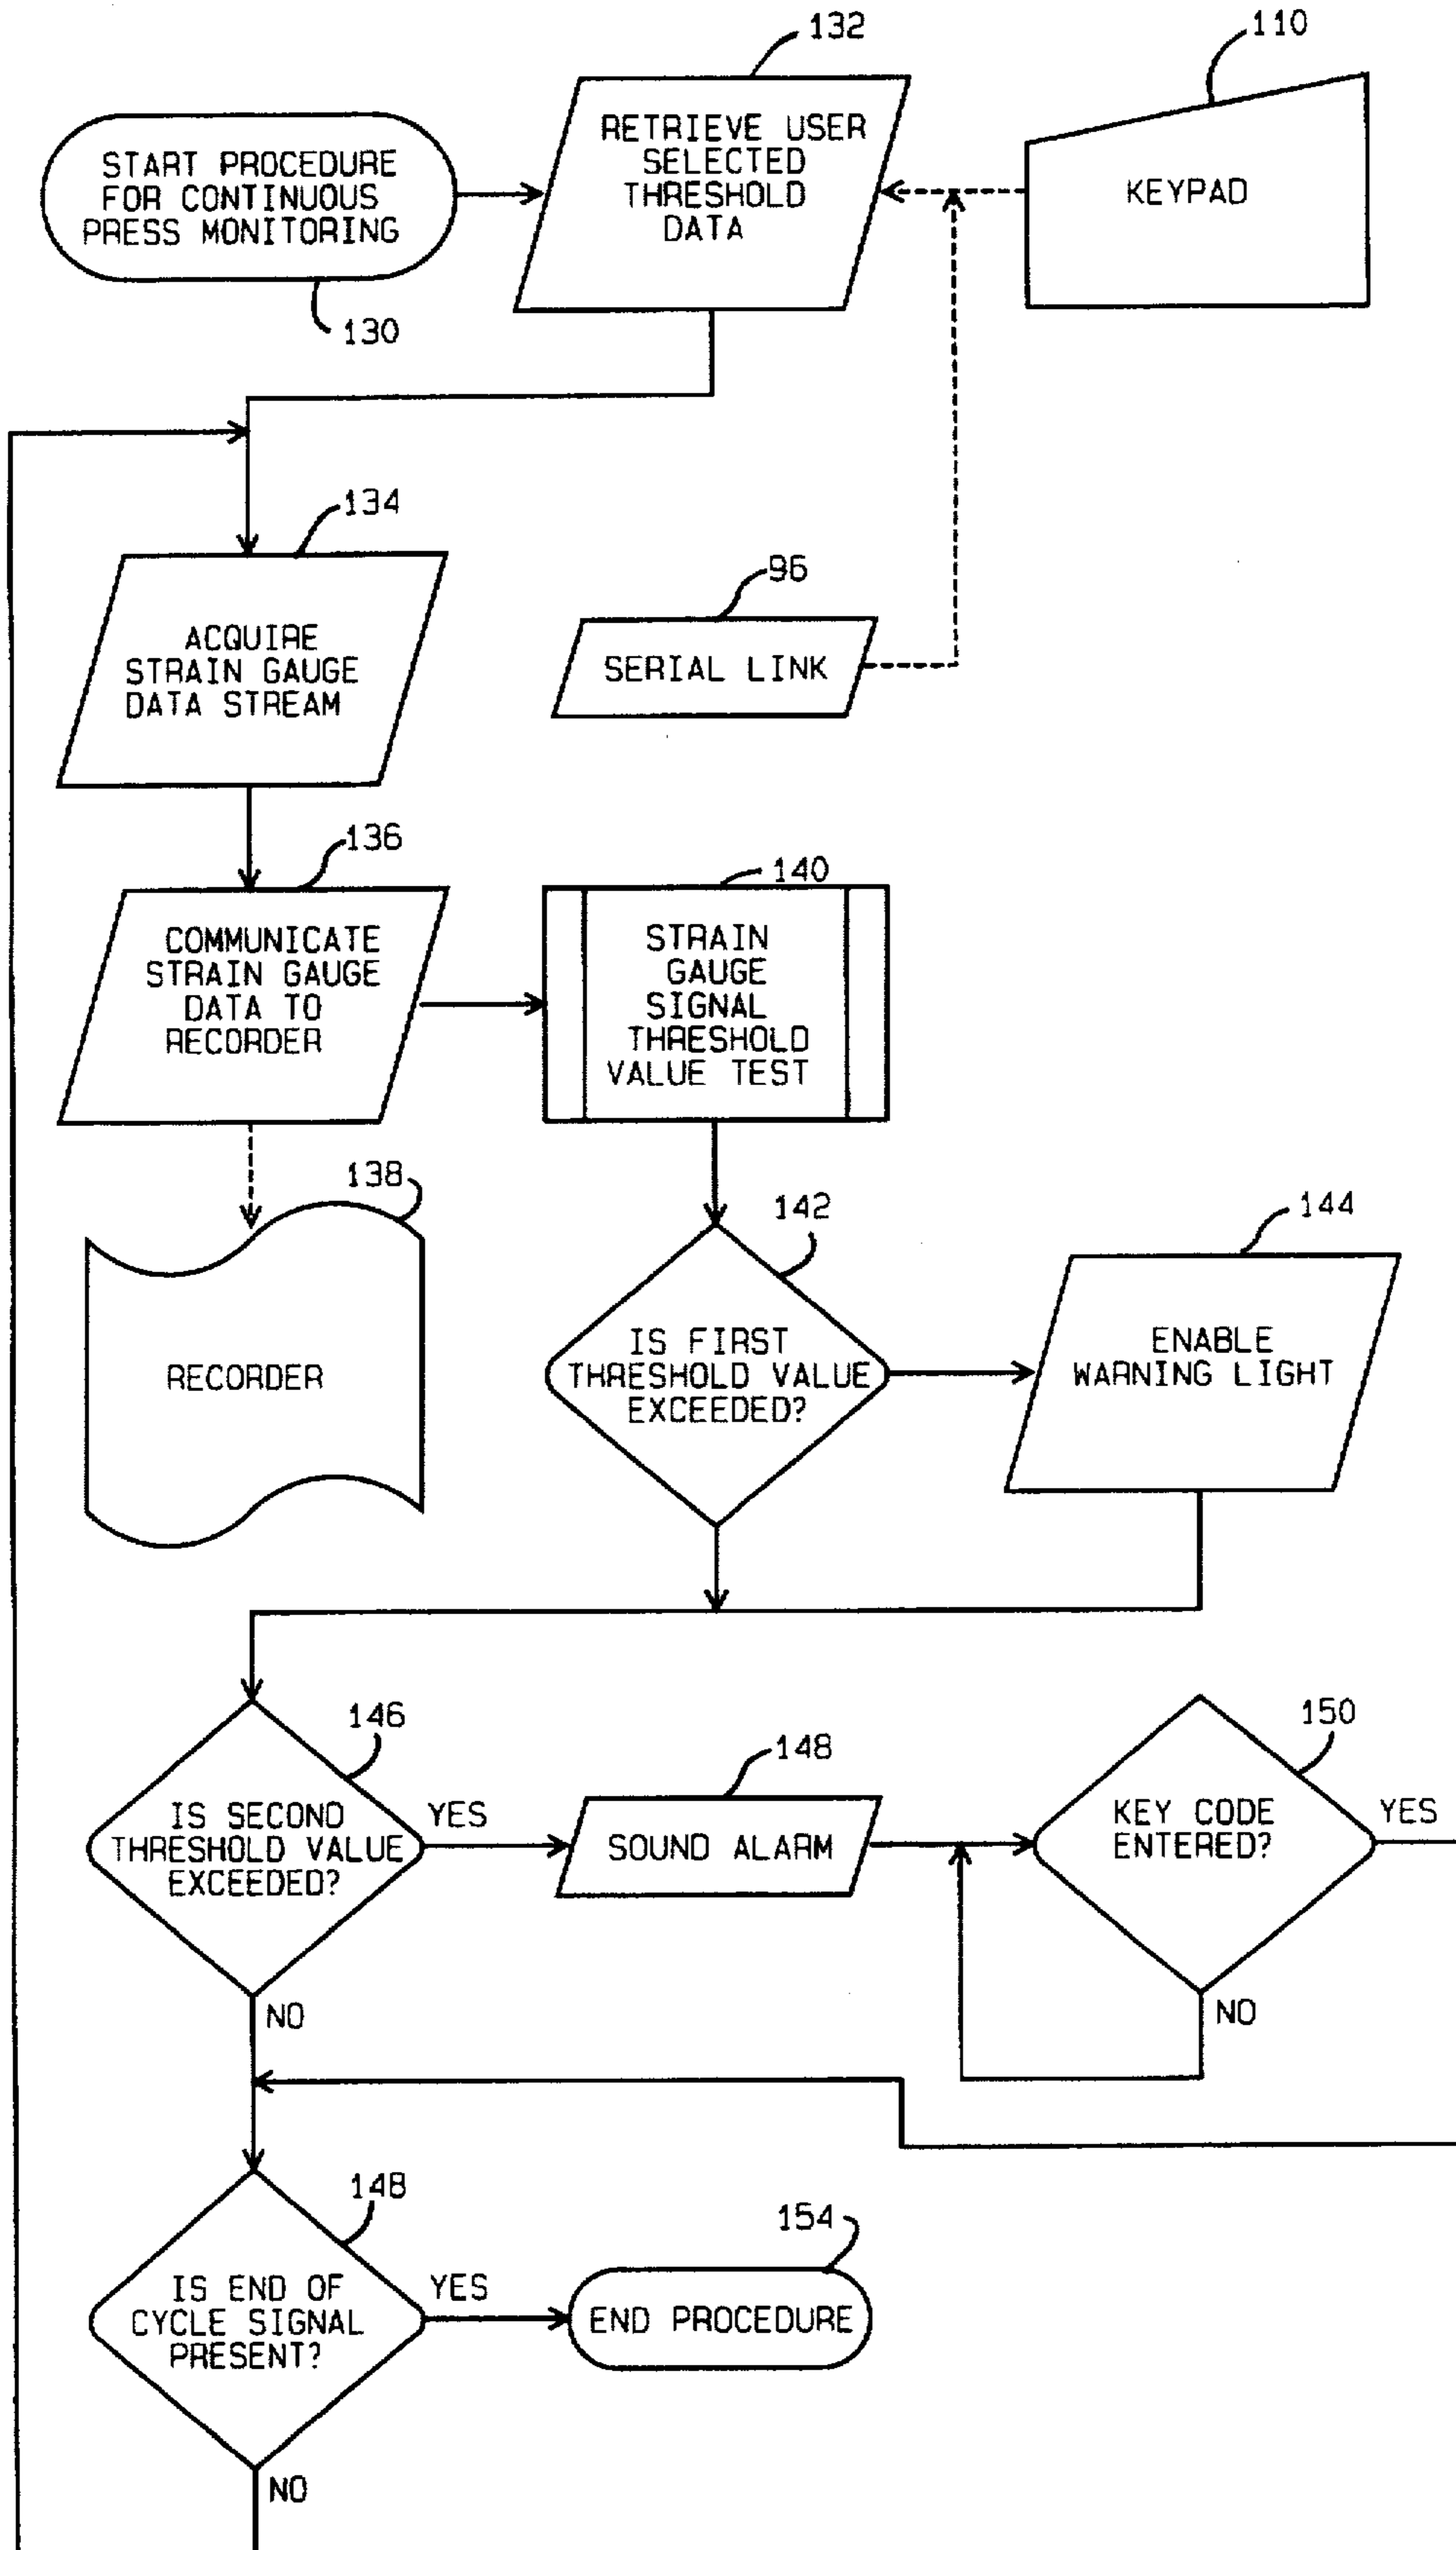 132
110
START PROCEDURE
FOR CONTINUOUS
PRESS MONITORING
130
RETRIEVE USER
SELECTED
THRESHOLD
DATA
KEYPAD
134
ACQUIRE
STRAIN GAUGE
DATA STREAM
96
SERIAL LINK
136
COMMUNICATE
STRAIN GAUGE
DATA TO
RECORDER
140
STRAIN
GAUGE
SIGNAL
THRESHOLD
VALUE TEST
138
RECORDER
142
IS FIRST
THRESHOLD VALUE
EXCEEDED?
144
ENABLE
WARNING LIGHT
146
IS SECOND
THRESHOLD VALUE
EXCEEDED?
YES
NO
148
SOUND ALARM
150
KEY CODE
ENTERED?
YES
NO
148
IS END OF
CYCLE SIGNAL
PRESENT?
YES
NO
154
END PROCEDURE